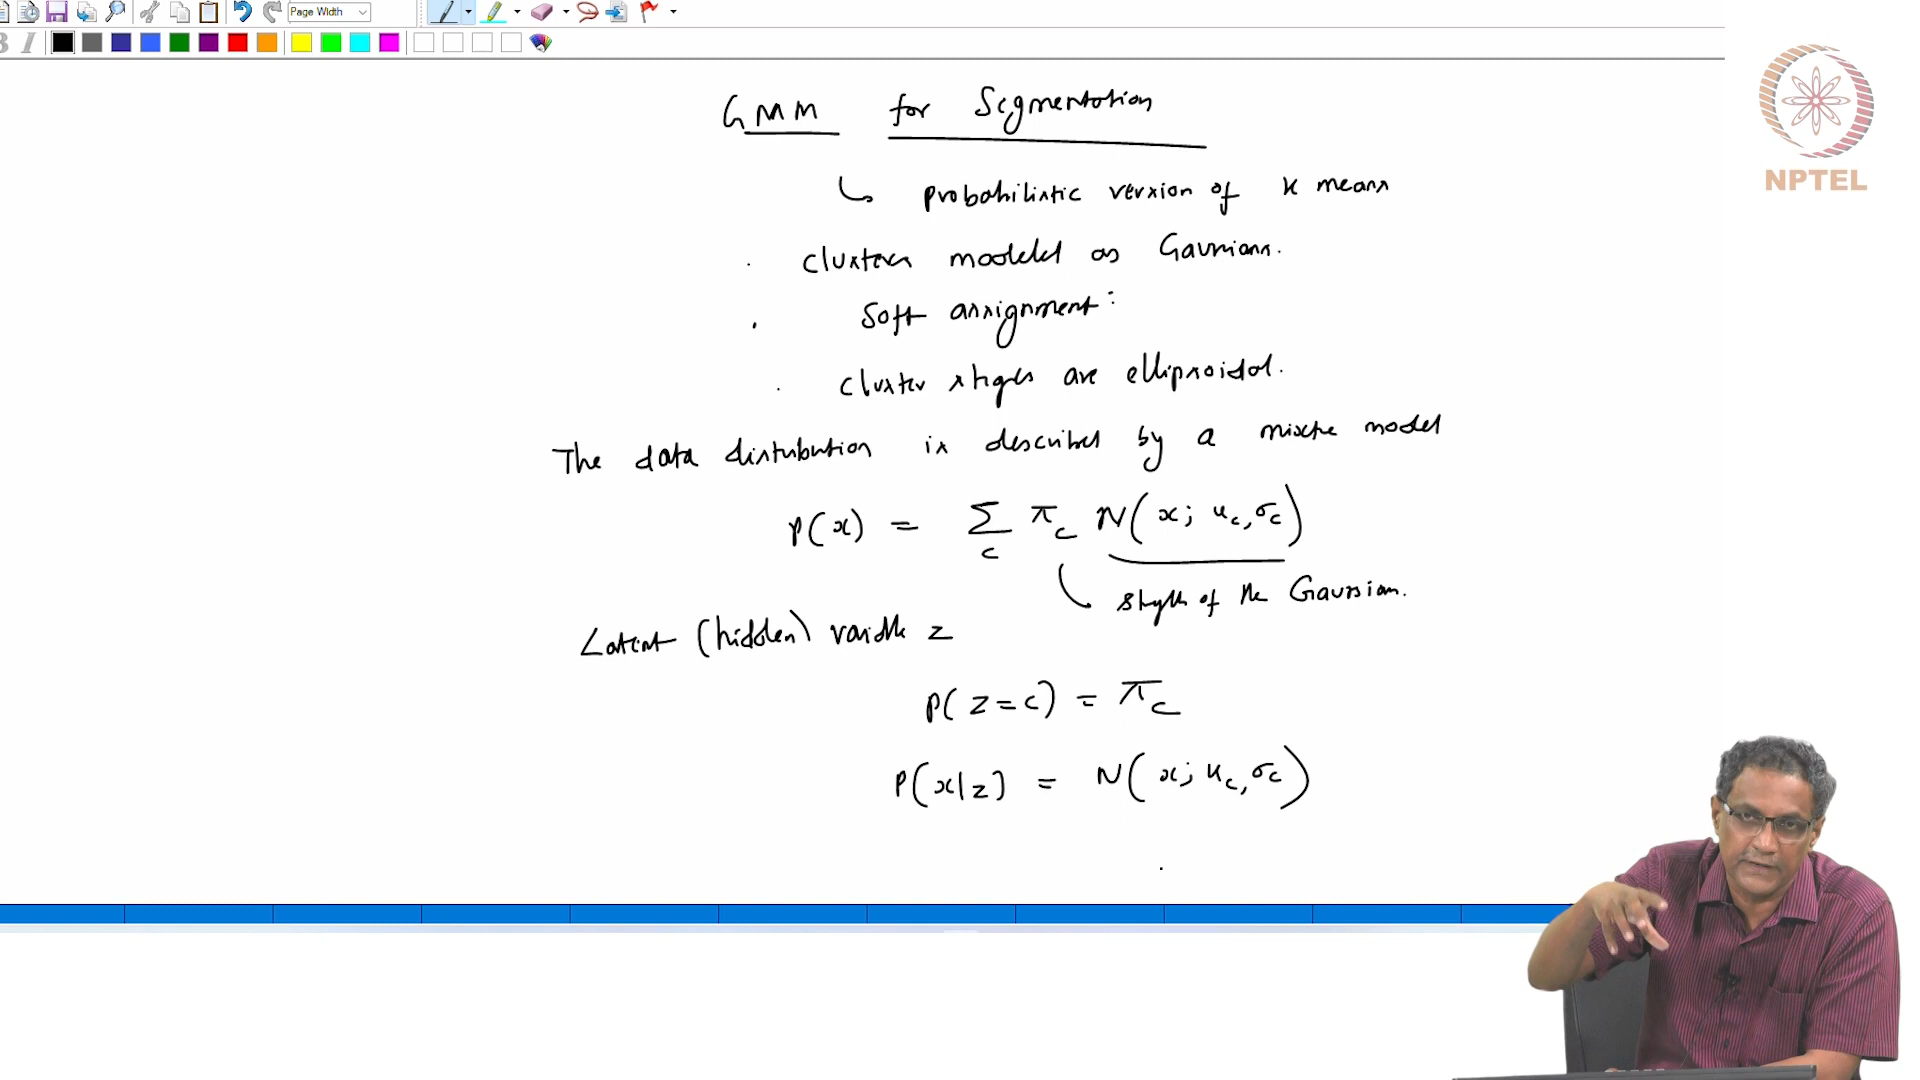 Page Width
NPTEL
GMM for Segmentation
↳ probabilistic version of k means
. clusters modeled as Gaussians.
. Soft assignment:
. cluster shapes are ellipsoidal.
The data distribution is described by a mixture model
p(x) = Σ_c π_c N(x; μ_c, σ_c)
of the Gaussian.
Latent (hidden) variable z
P(z=c) = π_c
P(x|z) = N(x; μ_c, σ_c)